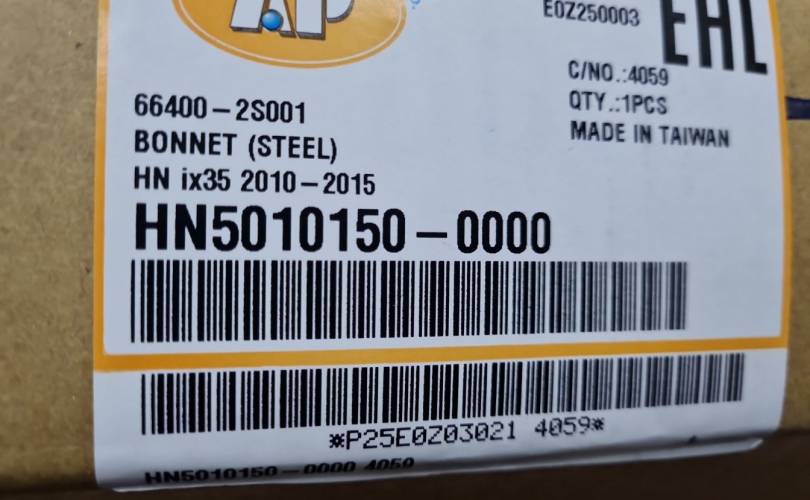 AP
E0Z250003
EHL
C/NO.:4059
QTY.:1PCS
MADE IN TAIWAN
66400-2S001
BONNET (STEEL)
HN ix35 2010-2015
HN5010150-0000
*P25E0Z03021 4059*
HN5010150-0000 4059